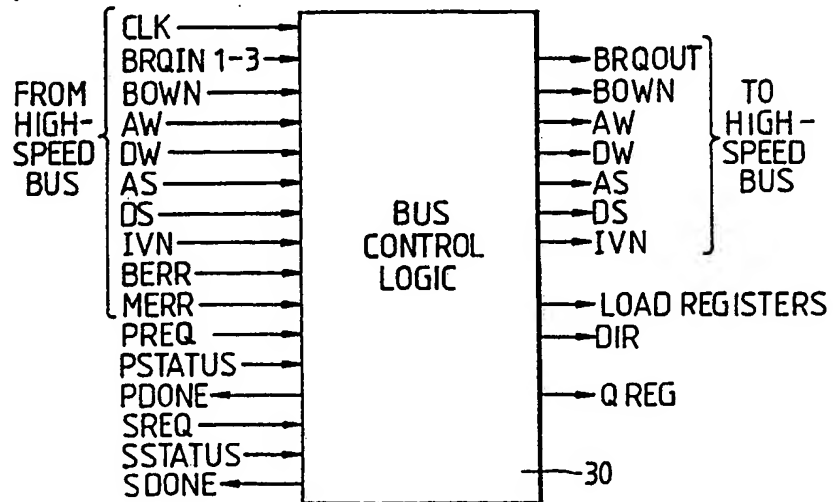 FROM
HIGH-
SPEED
BUS
CLK
BRQIN 1-3
BOWN
AW
DW
AS
DS
IVN
BERR
MERR
PREQ
PSTATUS
PDONE
SREQ
SSTATUS
SDONE
BUS
CONTROL
LOGIC
30
BRQOUT
BOWN
AW
DW
AS
DS
IVN
TO
HIGH-
SPEED
BUS
LOAD REGISTERS
DIR
Q REG